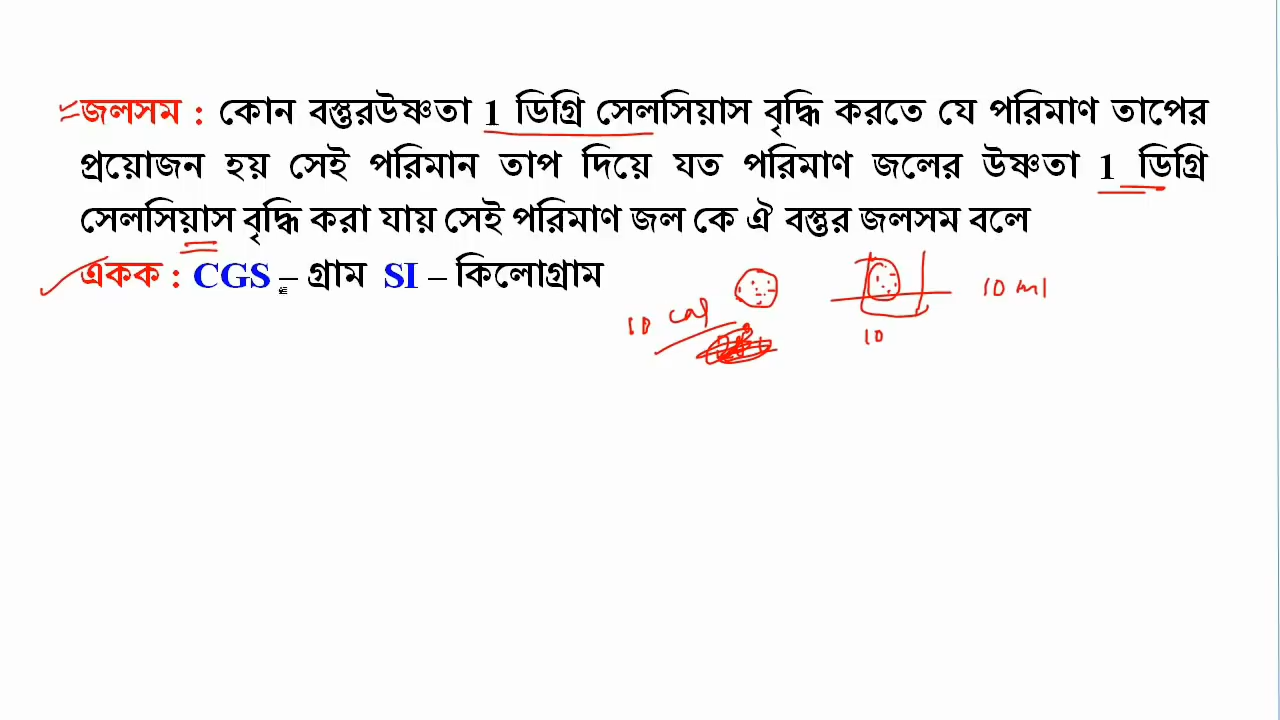 জলসম : কোন বস্তুরউষ্ণতা 1 ডিগ্রি সেলসিয়াস বৃদ্ধি করতে যে পরিমাণ তাপের
প্রয়োজন হয় সেই পরিমান তাপ দিয়ে যত পরিমাণ জলের উষ্ণতা 1 ডিগ্রি
সেলসিয়াস বৃদ্ধি করা যায় সেই পরিমাণ জল কে ঐ বস্তুর জলসম বলে
একক : CGS – গ্রাম SI – কিলোগ্রাম
10 cal
10 ml
10